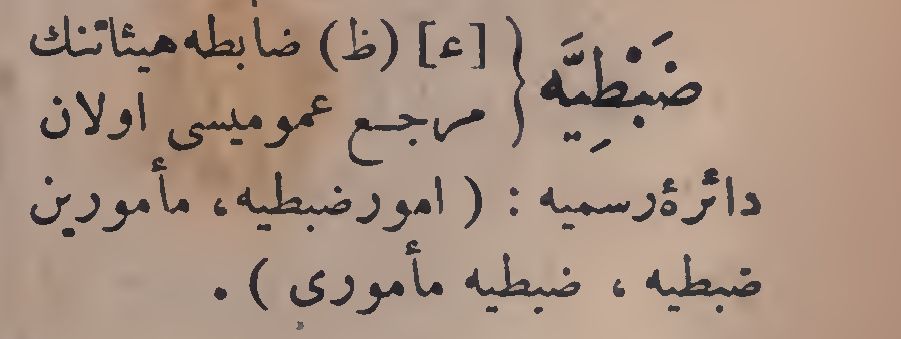 ضَبْطِيَّه } [ء] (ظ) ضابطه هيئاتنك
مرجع عموميسى اولان
دائرۀ رسميه : ( امور ضبطيه، مأمورين
ضبطيه ، ضبطيه مأمورى ) .